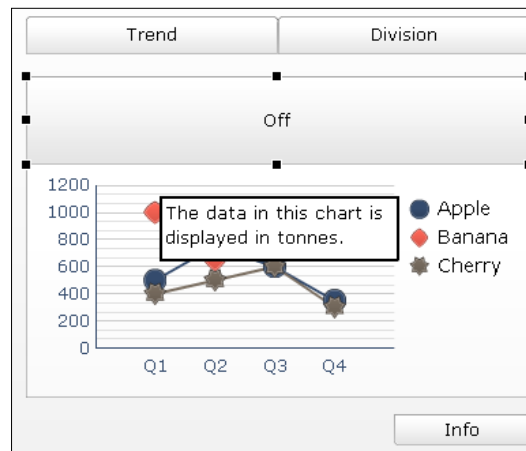 Trend Division
Off
1200
1000
800
600
400
200
0
The data in this chart is
displayed in tonnes.
Apple
Banana
Cherry
Q1 Q2 Q3 Q4
Info